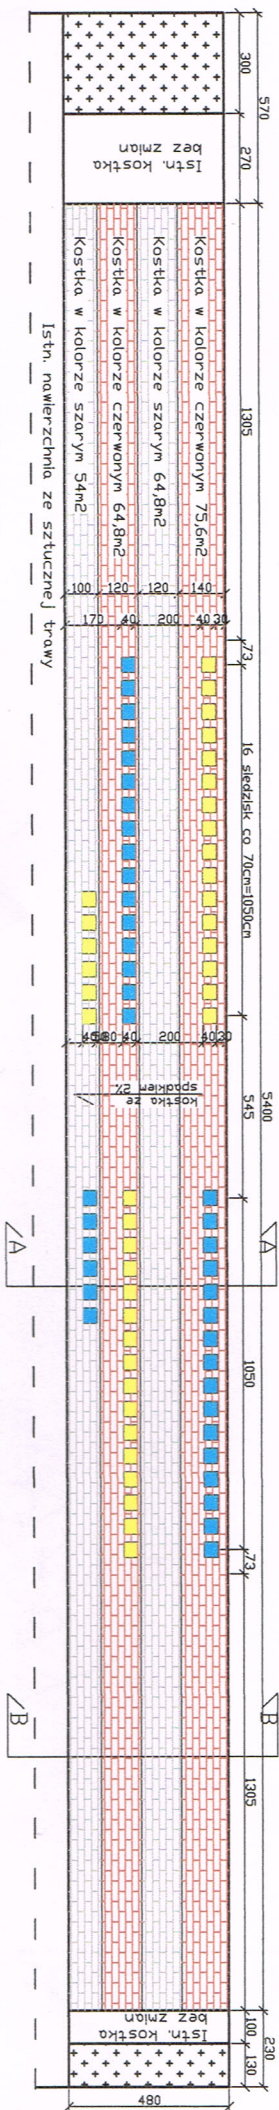 570
5400
230
300
270
1305
73
16 siedzisk co 70cm=1050cm
545
1050
73
1305
100
130
Istn. kostka
bez zmian
Kostka w kolorze czerwonym 75,6m2
Kostka w kolorze szarym 64,8m2
Kostka w kolorze czerwonym 64,8m2
Kostka w kolorze szarym 54m2
140
120
120
100
30
40
200
40
170
30
40
200
40
kostka ze
spadkiem 2%
A
A
B
B
Istn. kostka
bez zmian
480
Istn. nawierzchnia ze sztucznej trawy